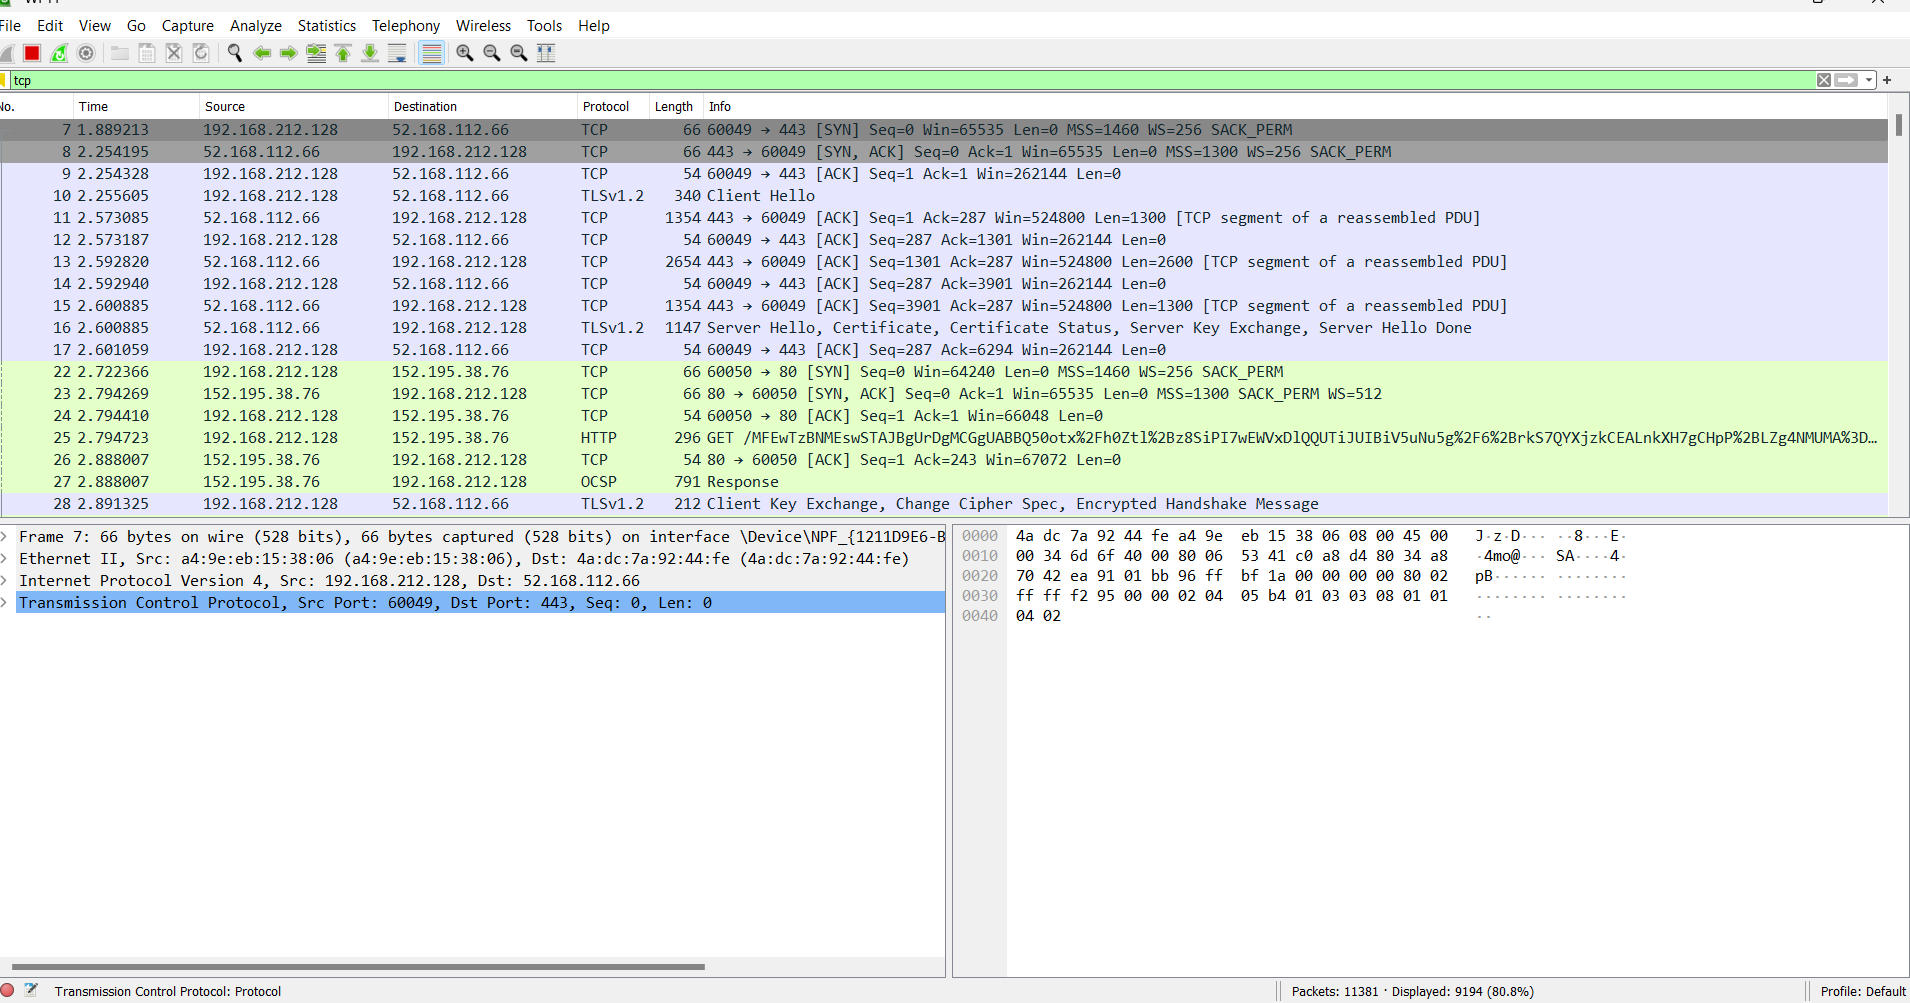 File Edit View Go Capture Analyze Statistics Telephony Wireless Tools Help
tcp
No. Time Source Destination Protocol Length Info
7 1.889213 192.168.212.128 52.168.112.66 TCP 66 60049 → 443 [SYN] Seq=0 Win=65535 Len=0 MSS=1460 WS=256 SACK_PERM
8 2.254195 52.168.112.66 192.168.212.128 TCP 66 443 → 60049 [SYN, ACK] Seq=0 Ack=1 Win=65535 Len=0 MSS=1300 WS=256 SACK_PERM
9 2.254328 192.168.212.128 52.168.112.66 TCP 54 60049 → 443 [ACK] Seq=1 Ack=1 Win=262144 Len=0
10 2.255605 192.168.212.128 52.168.112.66 TLSv1.2 340 Client Hello
11 2.573085 52.168.112.66 192.168.212.128 TCP 1354 443 → 60049 [ACK] Seq=1 Ack=287 Win=524800 Len=1300 [TCP segment of a reassembled PDU]
12 2.573187 192.168.212.128 52.168.112.66 TCP 54 60049 → 443 [ACK] Seq=287 Ack=1301 Win=262144 Len=0
13 2.592820 52.168.112.66 192.168.212.128 TCP 2654 443 → 60049 [ACK] Seq=1301 Ack=287 Win=524800 Len=2600 [TCP segment of a reassembled PDU]
14 2.592940 192.168.212.128 52.168.112.66 TCP 54 60049 → 443 [ACK] Seq=287 Ack=3901 Win=262144 Len=0
15 2.600885 52.168.112.66 192.168.212.128 TCP 1354 443 → 60049 [ACK] Seq=3901 Ack=287 Win=524800 Len=1300 [TCP segment of a reassembled PDU]
16 2.600885 52.168.112.66 192.168.212.128 TLSv1.2 1147 Server Hello, Certificate, Certificate Status, Server Key Exchange, Server Hello Done
17 2.601059 192.168.212.128 52.168.112.66 TCP 54 60049 → 443 [ACK] Seq=287 Ack=6294 Win=262144 Len=0
22 2.722366 192.168.212.128 152.195.38.76 TCP 66 60050 → 80 [SYN] Seq=0 Win=64240 Len=0 MSS=1460 WS=256 SACK_PERM
23 2.794269 152.195.38.76 192.168.212.128 TCP 66 80 → 60050 [SYN, ACK] Seq=0 Ack=1 Win=65535 Len=0 MSS=1300 SACK_PERM WS=512
24 2.794410 192.168.212.128 152.195.38.76 TCP 54 60050 → 80 [ACK] Seq=1 Ack=1 Win=66048 Len=0
25 2.794723 192.168.212.128 152.195.38.76 HTTP 296 GET /MFEwTzBNMEswSTAJBgUrDgMCGgUABBQ50otx%2Fh0Ztl%2Bz8SiPI7wEWVxDlQQUTiJUIBiV5uNu5g%2F6%2BrkS7QYXjzkCEALnkXH7gCHpP%2BLZg4NMUMA%3D…
26 2.888007 152.195.38.76 192.168.212.128 TCP 54 80 → 60050 [ACK] Seq=1 Ack=243 Win=67072 Len=0
27 2.888007 152.195.38.76 192.168.212.128 OCSP 791 Response
28 2.891325 192.168.212.128 52.168.112.66 TLSv1.2 212 Client Key Exchange, Change Cipher Spec, Encrypted Handshake Message
Frame 7: 66 bytes on wire (528 bits), 66 bytes captured (528 bits) on interface \Device\NPF_{1211D9E6-B
Ethernet II, Src: a4:9e:eb:15:38:06 (a4:9e:eb:15:38:06), Dst: 4a:dc:7a:92:44:fe (4a:dc:7a:92:44:fe)
Internet Protocol Version 4, Src: 192.168.212.128, Dst: 52.168.112.66
Transmission Control Protocol, Src Port: 60049, Dst Port: 443, Seq: 0, Len: 0
0000 4a dc 7a 92 44 fe a4 9e eb 15 38 06 08 00 45 00 J·z·D··· ··8···E·
0010 00 34 6d 6f 40 00 80 06 53 41 c0 a8 d4 80 34 a8 ·4mo@··· SA····4·
0020 70 42 ea 91 01 bb 96 ff bf 1a 00 00 00 00 80 02 pB······ ········
0030 ff ff f2 95 00 00 02 04 05 b4 01 03 03 08 01 01 ········ ········
0040 04 02 ··
Transmission Control Protocol: Protocol
Packets: 11381 · Displayed: 9194 (80.8%)
Profile: Default